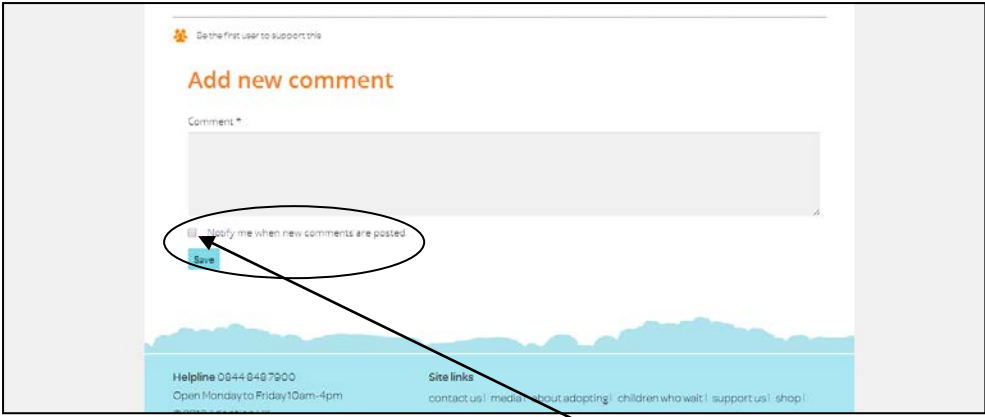 Be the first user to support this
Add new comment
Comment *
Notify me when new comments are posted
Save
Helpline 0844 848 7900
Site links
Open Monday to Friday 10am-4pm
contact us | media | about adopting | children who wait | support us | shop |